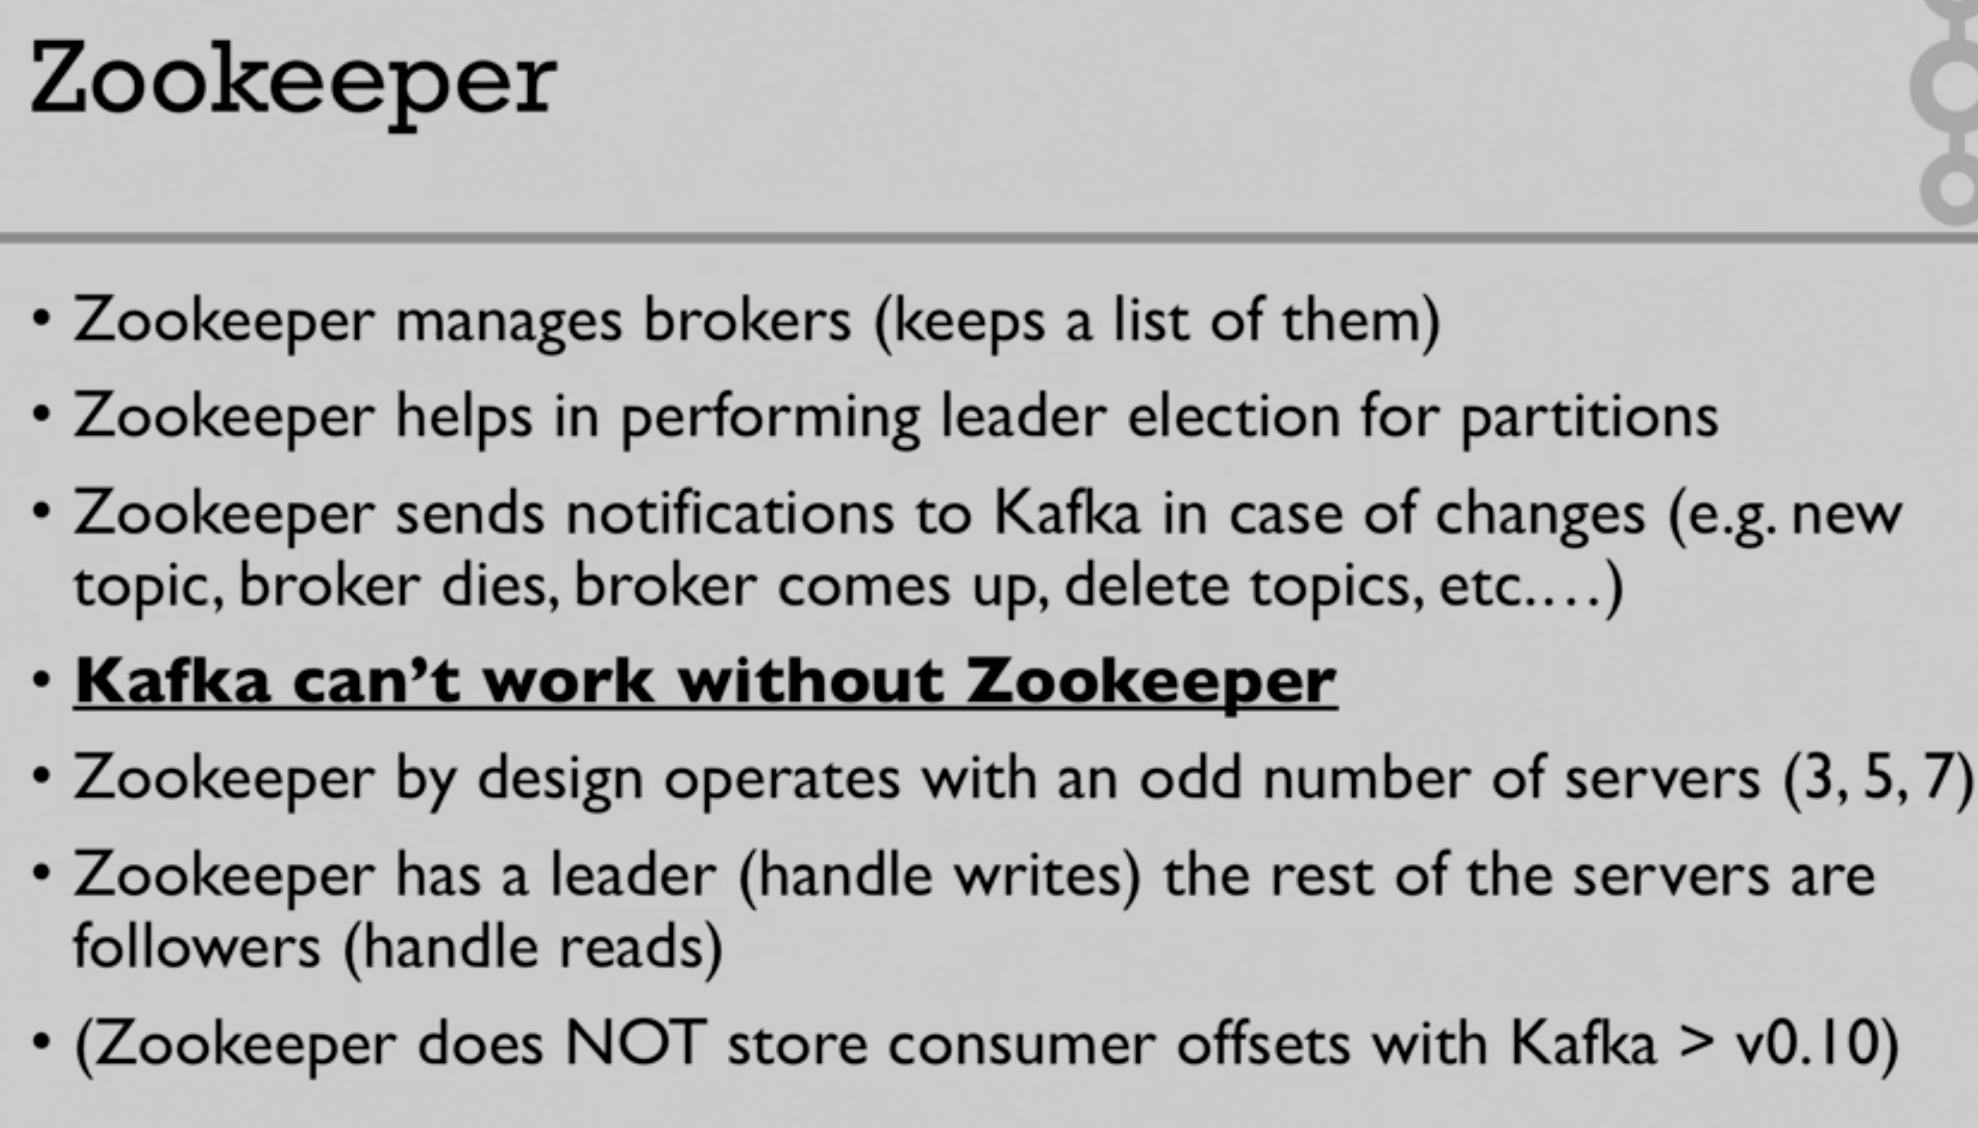 Zookeeper
• Zookeeper manages brokers (keeps a list of them)
• Zookeeper helps in performing leader election for partitions
• Zookeeper sends notifications to Kafka in case of changes (e.g. new
topic, broker dies, broker comes up, delete topics, etc.…)
• Kafka can’t work without Zookeeper
• Zookeeper by design operates with an odd number of servers (3, 5, 7)
• Zookeeper has a leader (handle writes) the rest of the servers are
followers (handle reads)
• (Zookeeper does NOT store consumer offsets with Kafka > v0.10)